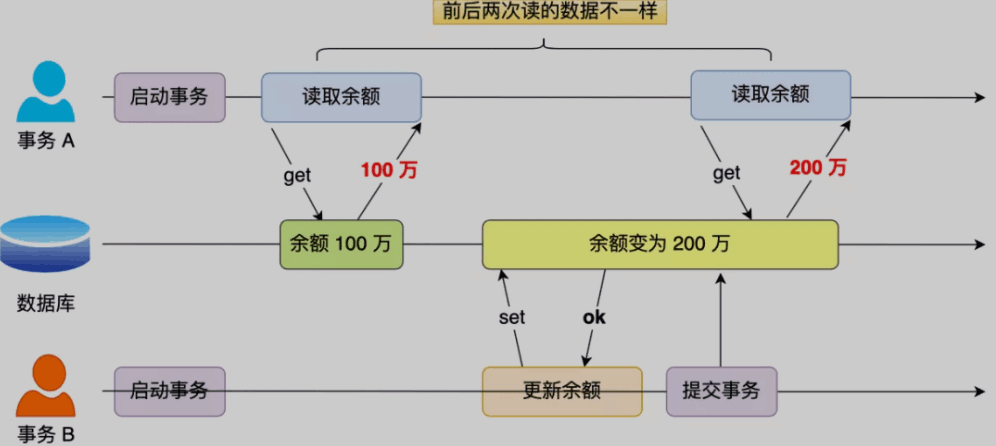 前后两次读的数据不一样
启动事务
读取余额
读取余额
事务 A
get
100 万
get
200 万
余额 100 万
余额变为 200 万
数据库
set
ok
启动事务
更新余额
提交事务
事务 B